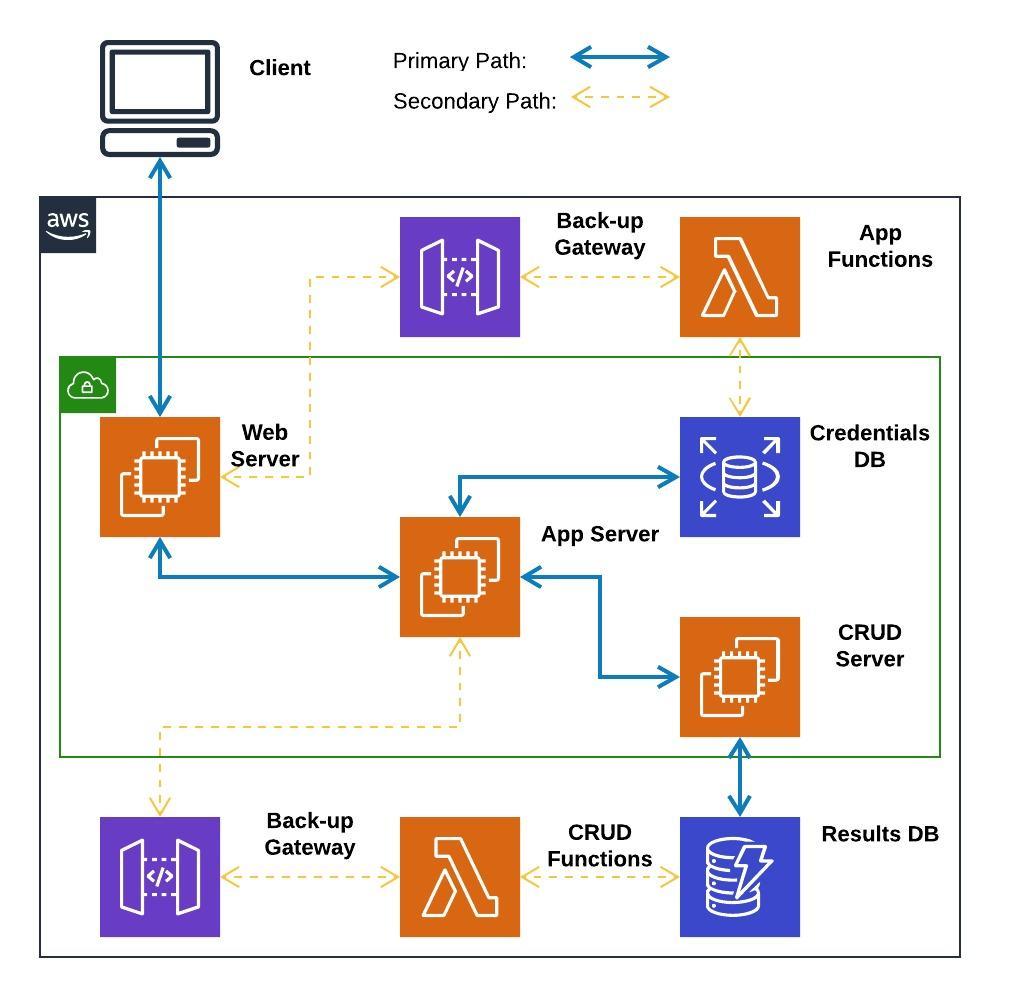 Client
Primary Path:
Secondary Path:
aws
Back-up
Gateway
</>
App
Functions
Web
Server
Credentials
DB
App Server
CRUD
Server
Back-up
Gateway
</>
CRUD
Functions
Results DB